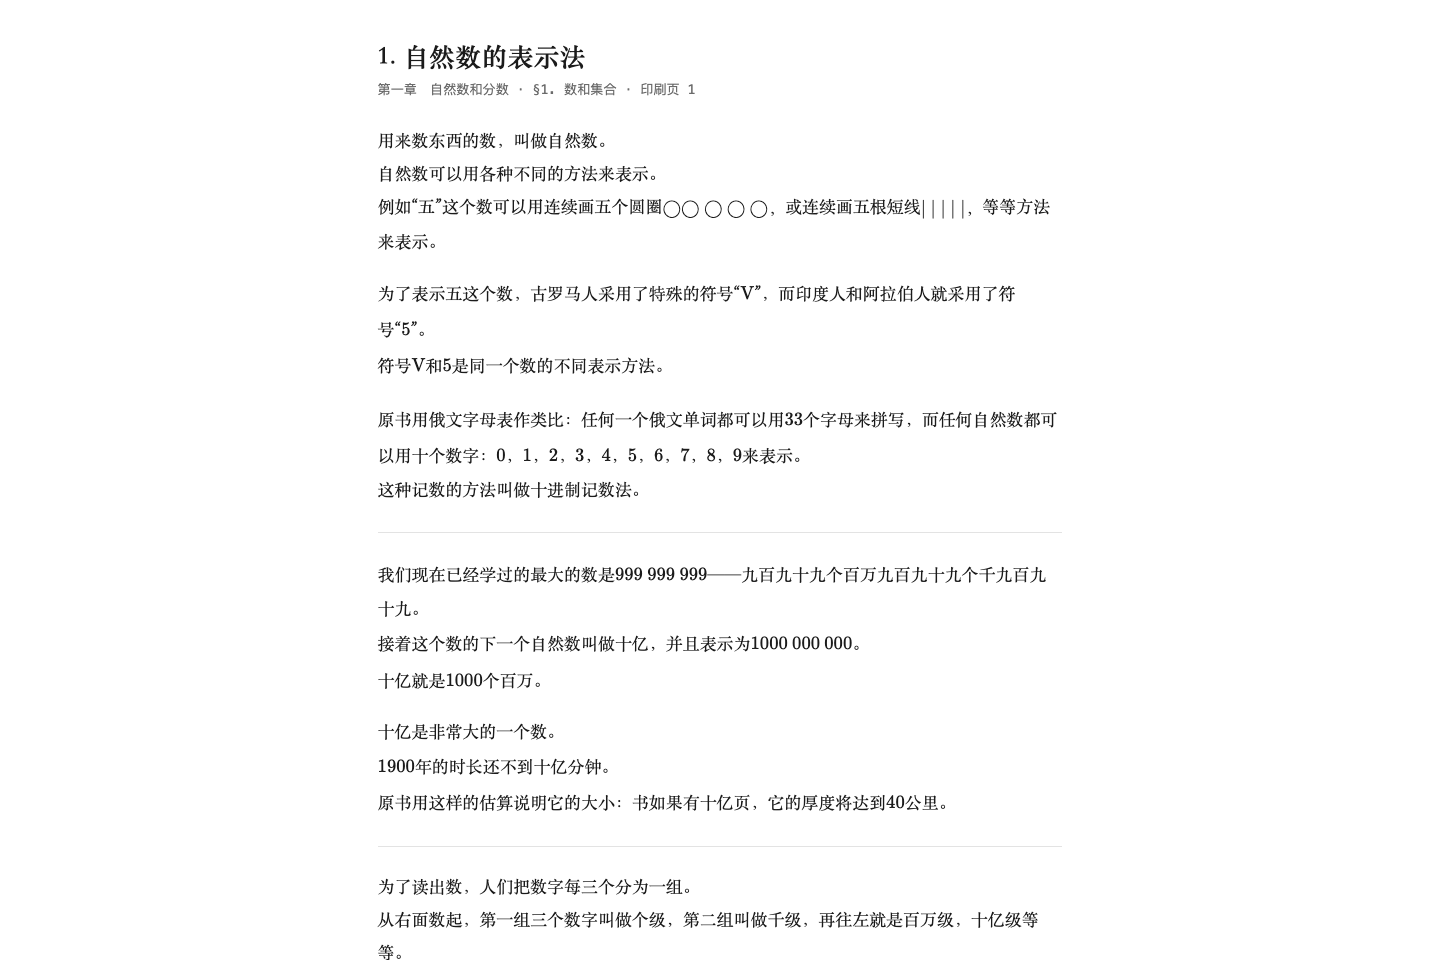 1. 自然数的表示法
第一章　自然数和分数 · §1. 数和集合 · 印刷页 1
用来数东西的数，叫做自然数。
自然数可以用各种不同的方法来表示。
例如“五”这个数可以用连续画五个圆圈◯◯ ◯ ◯ ◯，或连续画五根短线| | | | |，等等方法
来表示。
为了表示五这个数，古罗马人采用了特殊的符号“V”，而印度人和阿拉伯人就采用了符
号“5”。
符号V和5是同一个数的不同表示方法。
原书用俄文字母表作类比：任何一个俄文单词都可以用33个字母来拼写，而任何自然数都可
以用十个数字：0，1，2，3，4，5，6，7，8，9来表示。
这种记数的方法叫做十进制记数法。
我们现在已经学过的最大的数是999 999 999——九百九十九个百万九百九十九个千九百九
十九。
接着这个数的下一个自然数叫做十亿，并且表示为1000 000 000。
十亿就是1000个百万。
十亿是非常大的一个数。
1900年的时长还不到十亿分钟。
原书用这样的估算说明它的大小：书如果有十亿页，它的厚度将达到40公里。
为了读出数，人们把数字每三个分为一组。
从右面数起，第一组三个数字叫做个级，第二组叫做千级，再往左就是百万级，十亿级等
等。